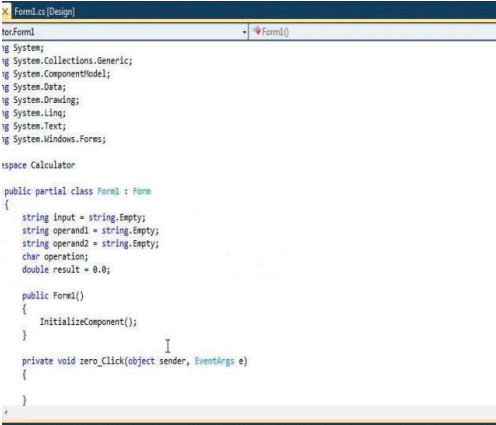 X Form1.cs [Design]
tor.Form1 Form1()
ng System;
ng System.Collections.Generic;
ng System.ComponentModel;
ng System.Data;
ng System.Drawing;
ng System.Linq;
ng System.Text;
ng System.Windows.Forms;
espace Calculator
public partial class Form1 : Form
{
string input = string.Empty;
string operand1 = string.Empty;
string operand2 = string.Empty;
char operation;
double result = 0.0;
public Form1()
{
InitializeComponent();
}
private void zero_Click(object sender, EventArgs e)
{
}